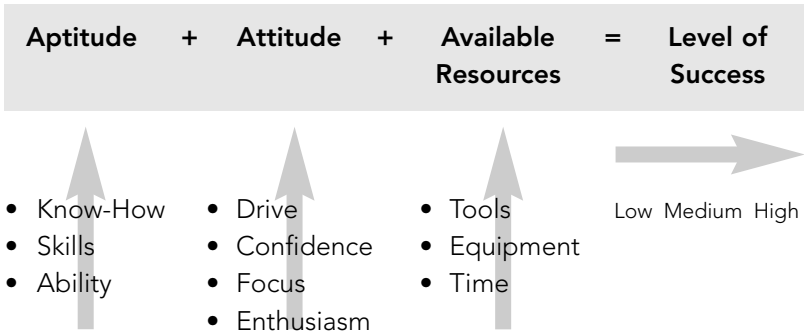 Aptitude + Attitude + Available Resources = Level of Success
• Know-How
• Skills
• Ability
• Drive
• Confidence
• Focus
• Enthusiasm
• Tools
• Equipment
• Time
Low Medium High